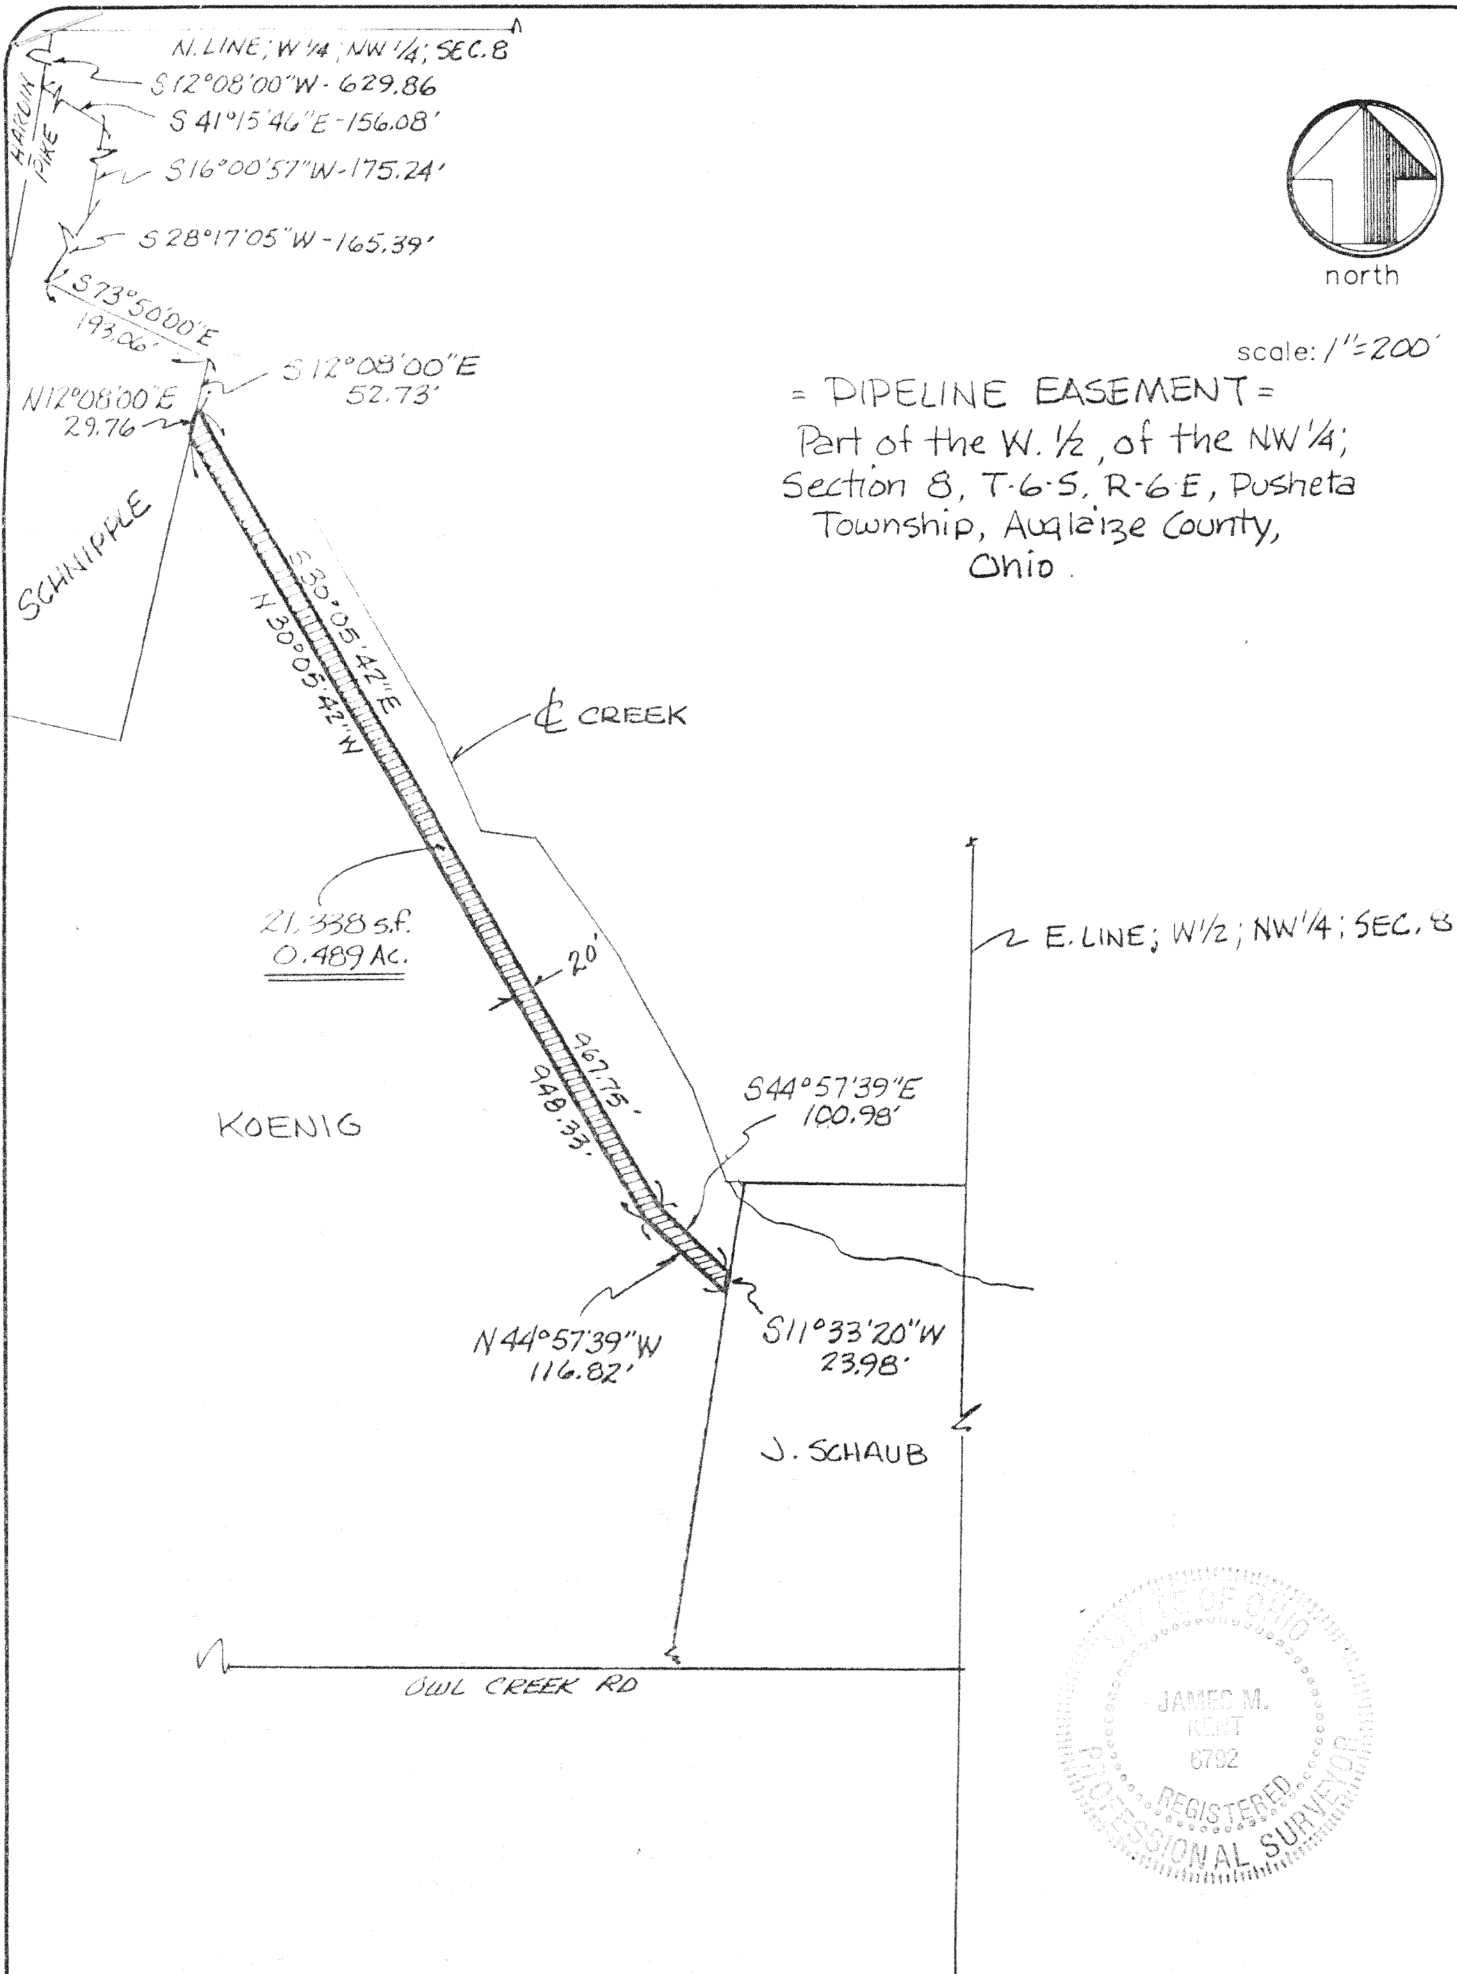 N. LINE; W 1/4; NW 1/4; SEC. 8
S 12°08'00"W - 629.86
S 41°15'46"E - 156.08'
HARDIN
PIKE
S 16°00'57"W - 175.24'
S 28°17'05"W - 165.39'
S 73°50'00"E
193.06'
north
scale: 1"=200'
= PIPELINE EASEMENT =
Part of the W. 1/2, of the NW 1/4;
Section 8, T-6-S, R-6-E, Pusheta
Township, Auglaize County,
Ohio.
S 12°08'00"E
52.73'
N 12°08'00"E
29.76
SCHNIPPLE
S 30°05'42"E
N 30°05'42"W
℄ CREEK
21,338 s.f.
0.489 Ac.
20'
E. LINE; W 1/2; NW 1/4; SEC. 8
967.75'
948.33'
S 44°57'39"E
100.98'
KOENIG
N 44°57'39"W
116.82'
S 11°33'20"W
23.98'
J. SCHAUB
OWL CREEK RD
STATE OF OHIO
JAMES M.
KENT
6792
REGISTERED
PROFESSIONAL SURVEYOR